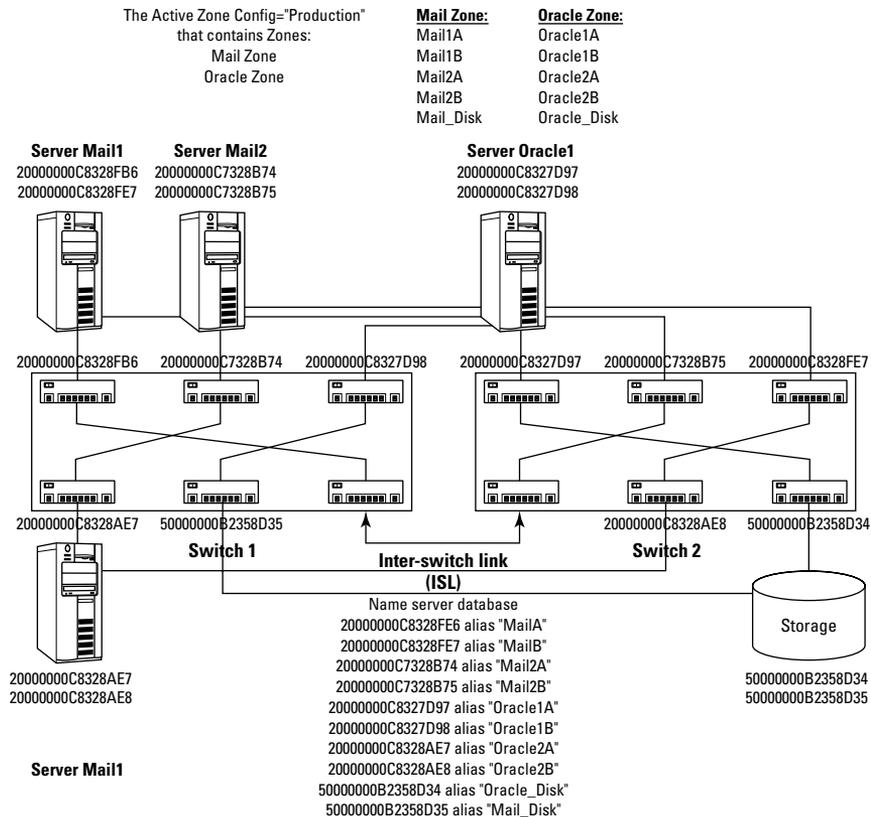 The Active Zone Config="Production"
that contains Zones:
Mail Zone
Oracle Zone
Mail Zone:
Mail1A
Mail1B
Mail2A
Mail2B
Mail_Disk
Oracle Zone:
Oracle1A
Oracle1B
Oracle2A
Oracle2B
Oracle_Disk
Server Mail1
20000000C8328FB6
20000000C8328FE7
Server Mail2
20000000C7328B74
20000000C7328B75
Server Oracle1
20000000C8327D97
20000000C8327D98
20000000C8328FB6
20000000C7328B74
20000000C8327D98
20000000C8327D97
20000000C7328B75
20000000C8328FE7
20000000C8328AE7
50000000B2358D35
20000000C8328AE8
50000000B2358D34
Switch 1
Inter-switch link
(ISL)
Switch 2
Name server database
20000000C8328FE6 alias "MailA"
20000000C8328FE7 alias "MailB"
20000000C7328B74 alias "Mail2A"
20000000C7328B75 alias "Mail2B"
20000000C8327D97 alias "Oracle1A"
20000000C8327D98 alias "Oracle1B"
20000000C8328AE7 alias "Oracle2A"
20000000C8328AE8 alias "Oracle2B"
50000000B2358D34 alias "Oracle_Disk"
50000000B2358D35 alias "Mail_Disk"
Storage
50000000B2358D34
50000000B2358D35
20000000C8328AE7
20000000C8328AE8
Server Mail1